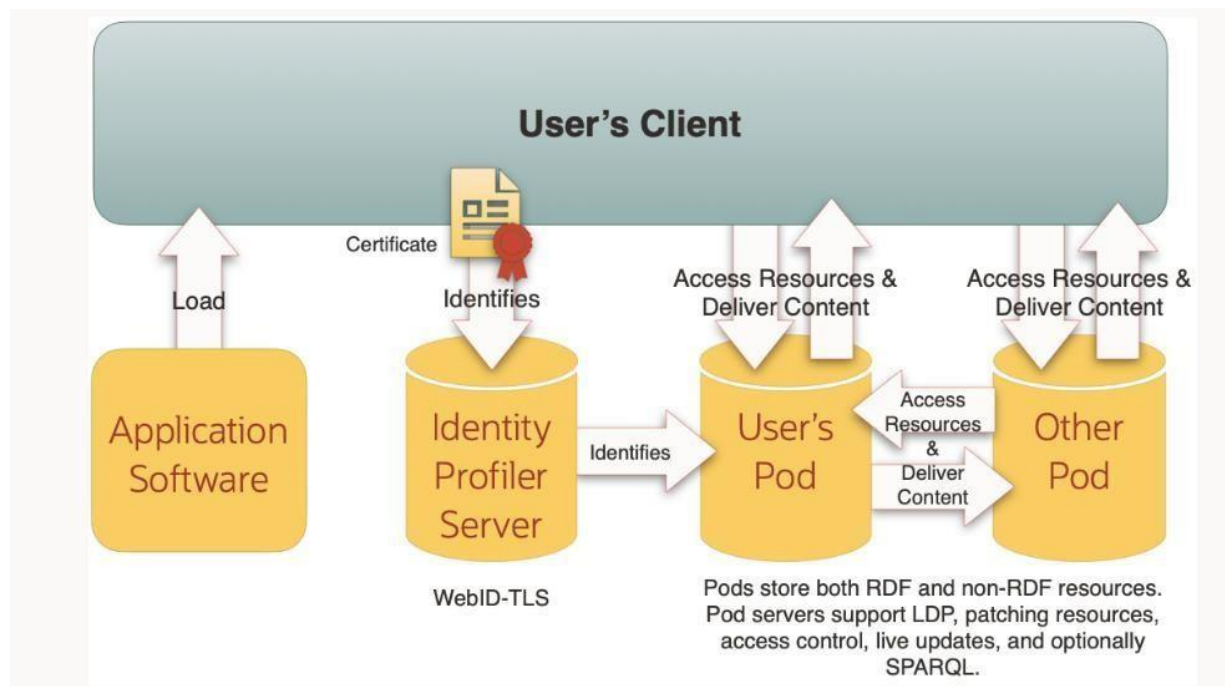 User's Client
Certificate
Load
Identifies
Access Resources &
Deliver Content
Access Resources &
Deliver Content
Application
Software
Identity
Profiler
Server
Identifies
User's
Pod
Access
Resources
&
Deliver
Content
Other
Pod
WebID-TLS
Pods store both RDF and non-RDF resources.
Pod servers support LDP, patching resources,
access control, live updates, and optionally
SPARQL.